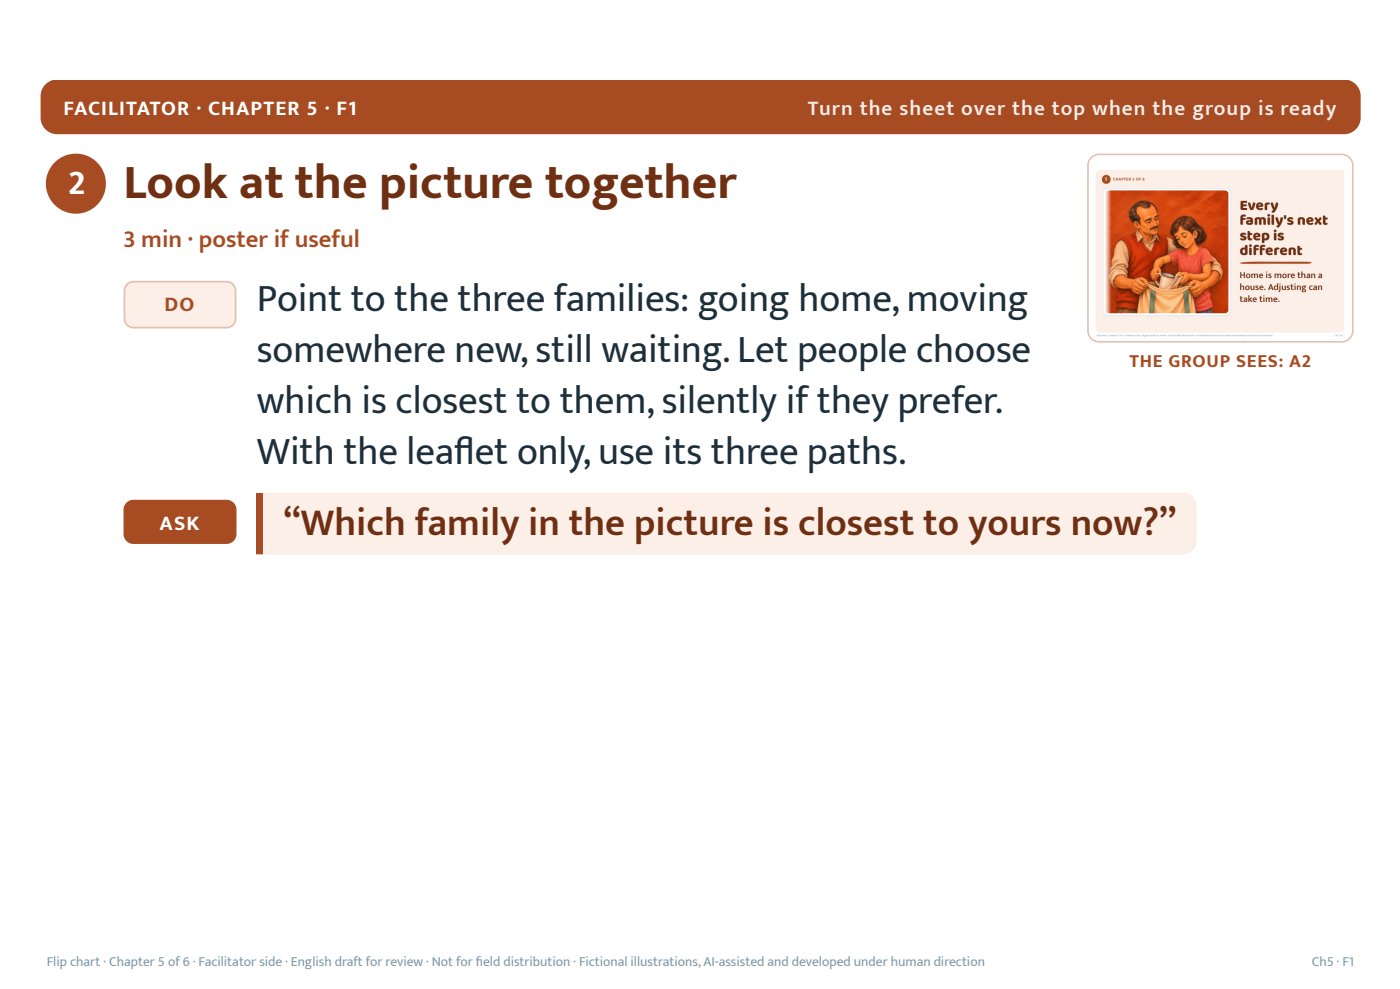 FACILITATOR · CHAPTER 5 · F1
Turn the sheet over the top when the group is ready
2
Look at the picture together
3 min · poster if useful
DO
Point to the three families: going home, moving
somewhere new, still waiting. Let people choose
which is closest to them, silently if they prefer.
With the leaflet only, use its three paths.
ASK
“Which family in the picture is closest to yours now?”
CHAPTER 5 OF 6
Every
family's next
step is
different
Home is more than a
house. Adjusting can
take time.
THE GROUP SEES: A2
Flip chart · Chapter 5 of 6 · Facilitator side · English draft for review · Not for field distribution · Fictional illustrations, AI-assisted and developed under human direction
Ch5 · F1